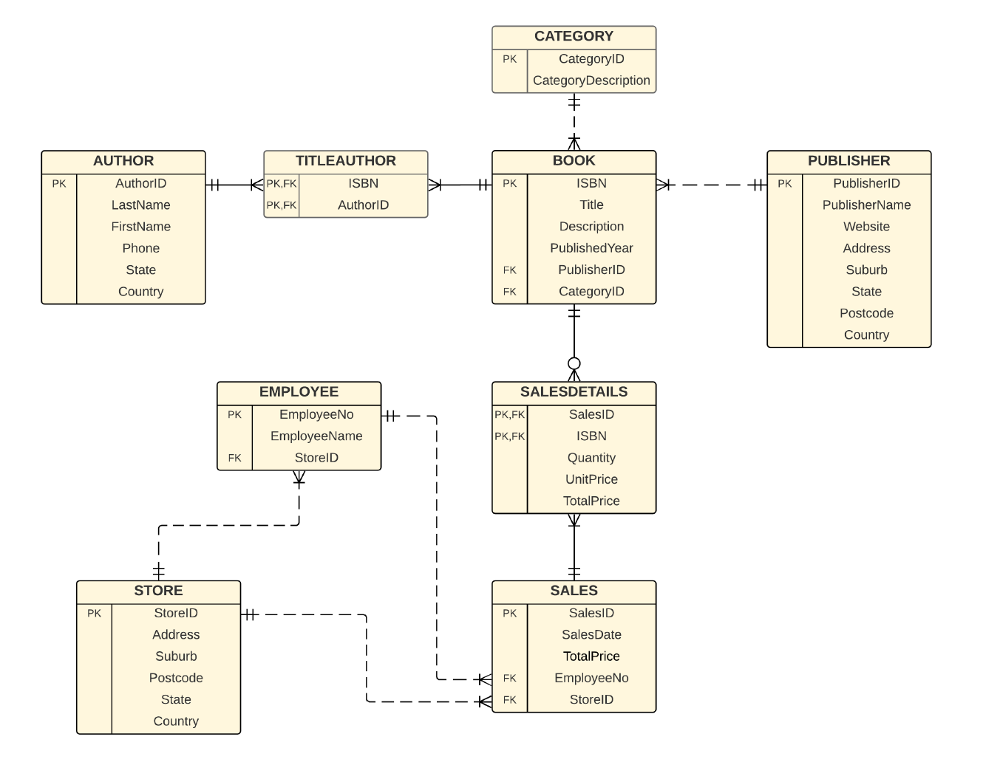 CATEGORY
PK CategoryID
CategoryDescription
AUTHOR
PK AuthorID
LastName
FirstName
Phone
State
Country
TITLEAUTHOR
PK,FK ISBN
PK,FK AuthorID
BOOK
PK ISBN
Title
Description
PublishedYear
FK PublisherID
FK CategoryID
PUBLISHER
PK PublisherID
PublisherName
Website
Address
Suburb
State
Postcode
Country
EMPLOYEE
PK EmployeeNo
EmployeeName
FK StoreID
SALESDETAILS
PK,FK SalesID
PK,FK ISBN
Quantity
UnitPrice
TotalPrice
STORE
PK StoreID
Address
Suburb
Postcode
State
Country
SALES
PK SalesID
SalesDate
TotalPrice
FK EmployeeNo
FK StoreID